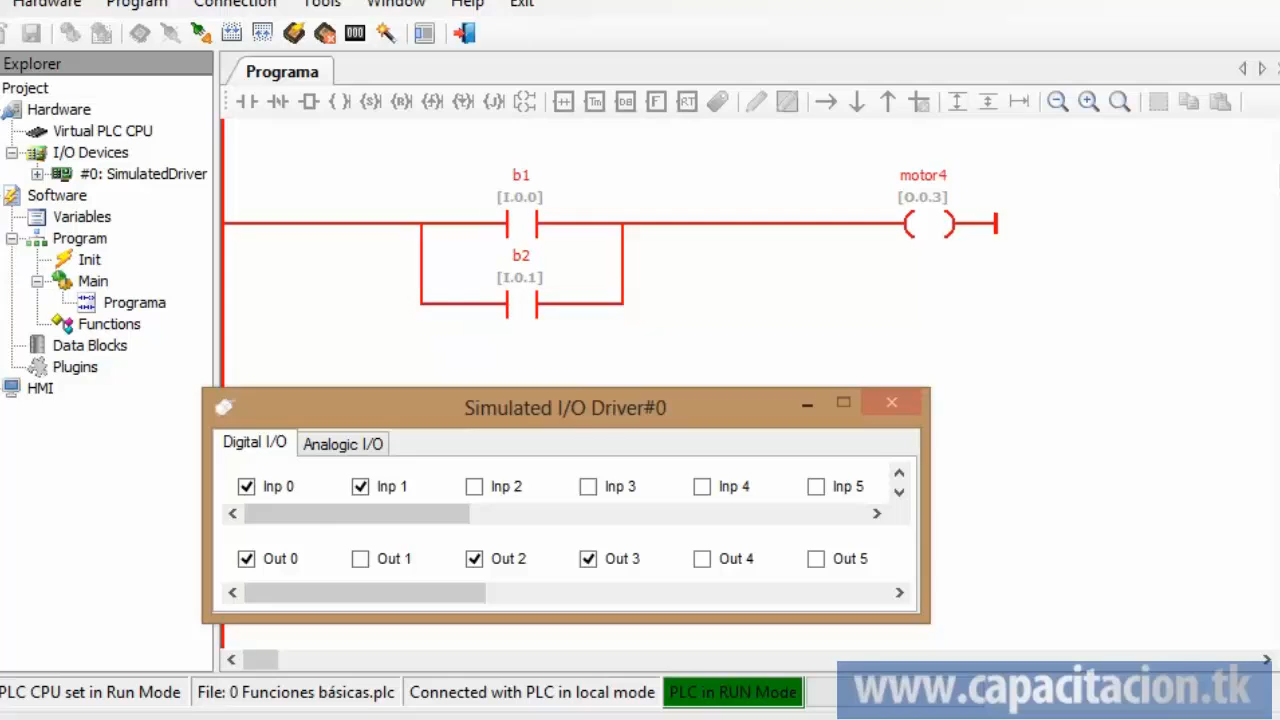 Hardware Program Connection Tools Window Help Exit
Explorer
Programa
Project
Hardware
Virtual PLC CPU
I/O Devices
#0: SimulatedDriver
Software
Variables
Program
Init
Main
Programa
Functions
Data Blocks
Plugins
HMI
b1
[I.0.0]
motor4
[O.0.3]
b2
[I.0.1]
Simulated I/O Driver#0
Digital I/O Analogic I/O
Inp 0 Inp 1 Inp 2 Inp 3 Inp 4 Inp 5
Out 0 Out 1 Out 2 Out 3 Out 4 Out 5
PLC CPU set in Run Mode File: 0 Funciones básicas.plc Connected with PLC in local mode PLC in RUN Mode
www.capacitacion.tk